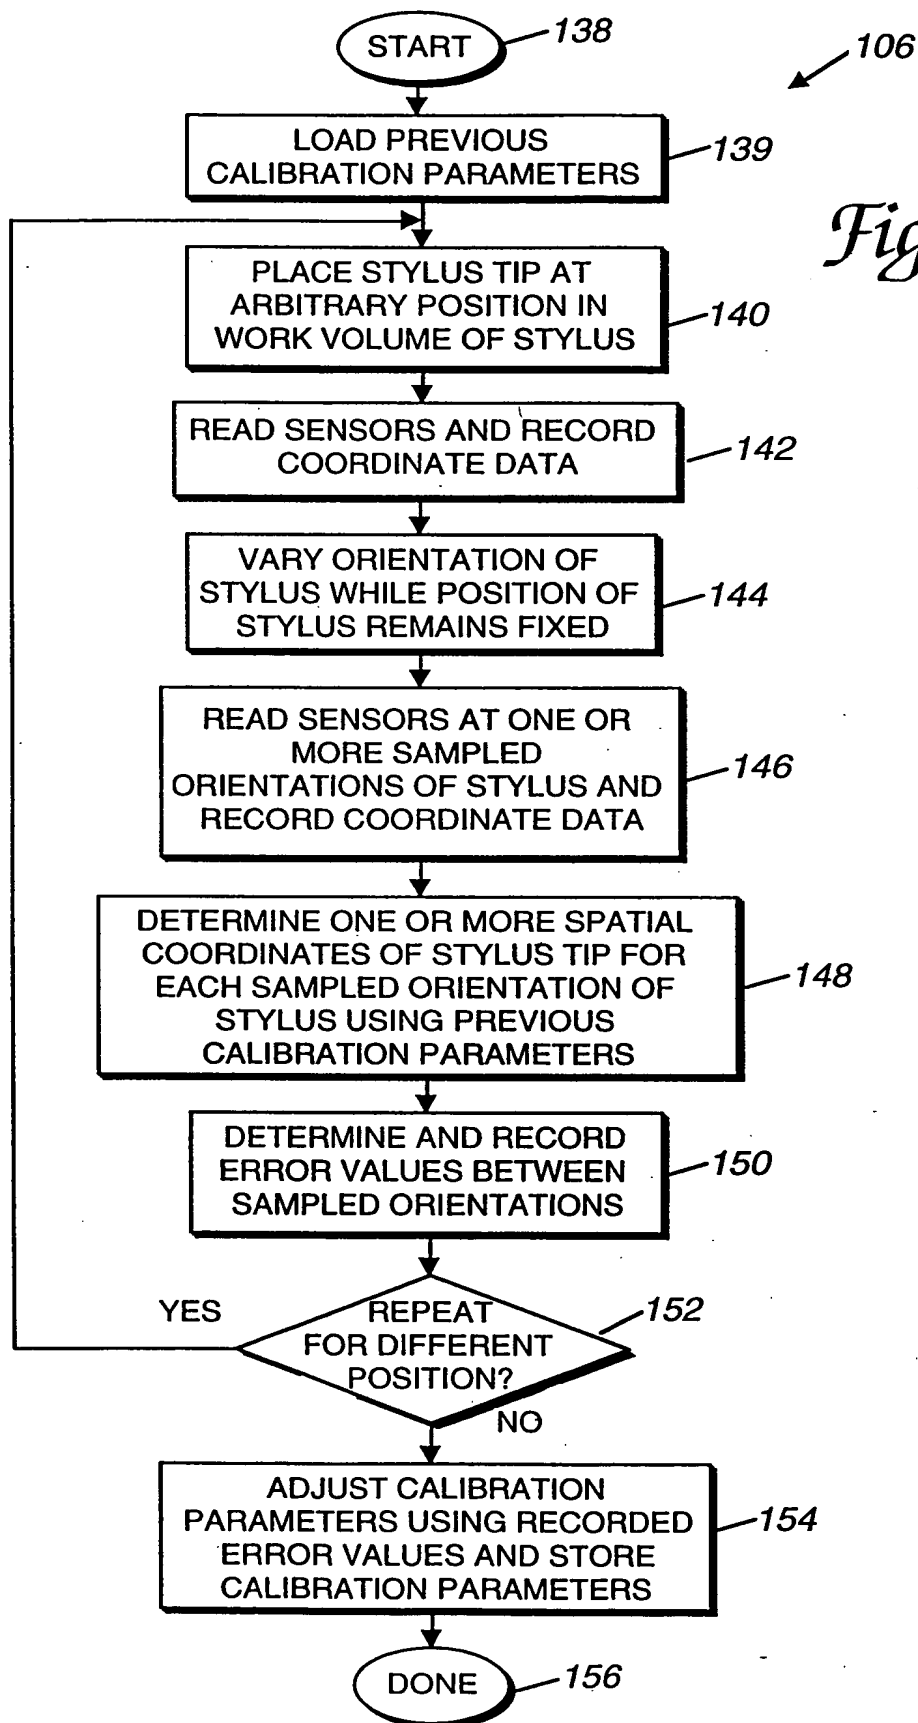 START
138
106
LOAD PREVIOUS
CALIBRATION PARAMETERS
139
Fig
PLACE STYLUS TIP AT
ARBITRARY POSITION IN
WORK VOLUME OF STYLUS
140
READ SENSORS AND RECORD
COORDINATE DATA
142
VARY ORIENTATION OF
STYLUS WHILE POSITION OF
STYLUS REMAINS FIXED
144
READ SENSORS AT ONE OR
MORE SAMPLED
ORIENTATIONS OF STYLUS AND
RECORD COORDINATE DATA
146
DETERMINE ONE OR MORE SPATIAL
COORDINATES OF STYLUS TIP FOR
EACH SAMPLED ORIENTATION OF
STYLUS USING PREVIOUS
CALIBRATION PARAMETERS
148
DETERMINE AND RECORD
ERROR VALUES BETWEEN
SAMPLED ORIENTATIONS
150
YES
REPEAT
FOR DIFFERENT
POSITION?
152
NO
ADJUST CALIBRATION
PARAMETERS USING RECORDED
ERROR VALUES AND STORE
CALIBRATION PARAMETERS
154
DONE
156